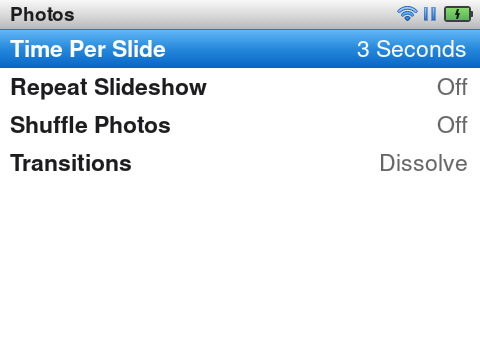 Photos
Time Per Slide 3 Seconds
Repeat Slideshow Off
Shuffle Photos Off
Transitions Dissolve